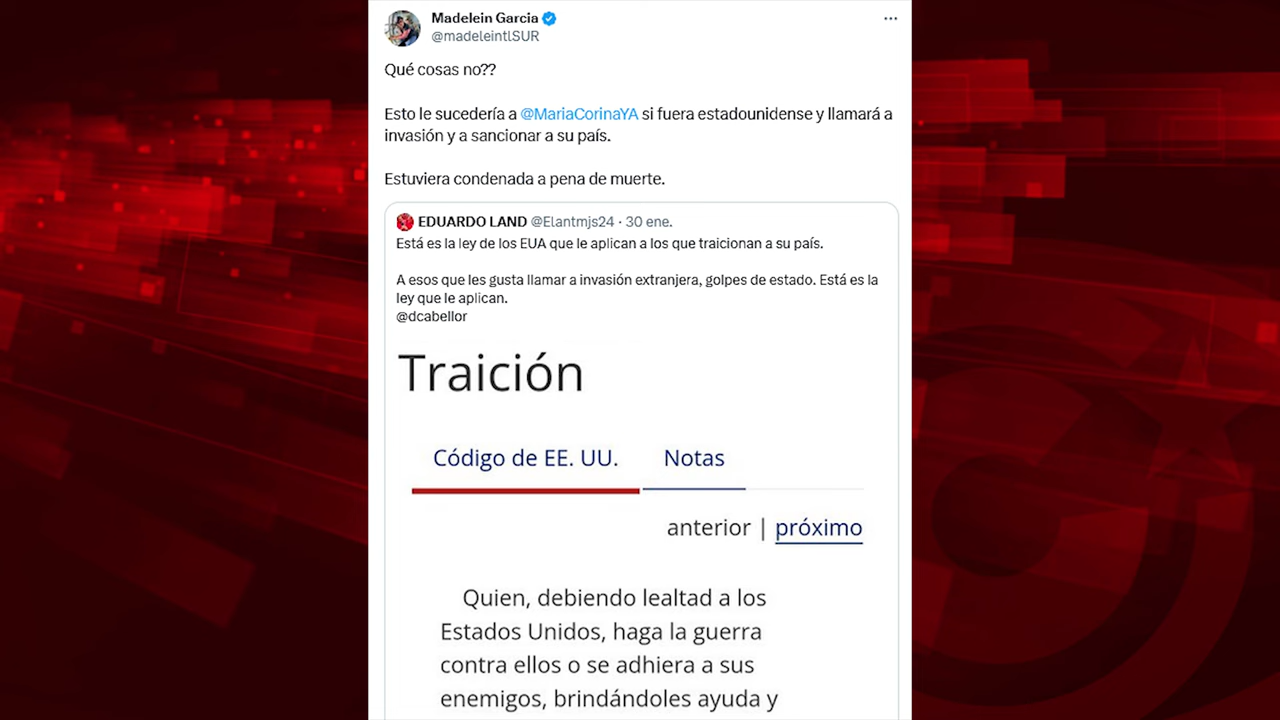 Madelein Garcia
@madeleintlSUR
Qué cosas no??
Esto le sucedería a @MariaCorinaYA si fuera estadounidense y llamará a
invasión y a sancionar a su país.
Estuviera condenada a pena de muerte.
EDUARDO LAND @Elantmjs24 · 30 ene.
Está es la ley de los EUA que le aplican a los que traicionan a su país.
A esos que les gusta llamar a invasión extranjera, golpes de estado. Está es la
ley que le aplican.
@dcabellor
Traición
Código de EE. UU. Notas
anterior | próximo
Quien, debiendo lealtad a los
Estados Unidos, haga la guerra
contra ellos o se adhiera a sus
enemigos, brindándoles ayuda y